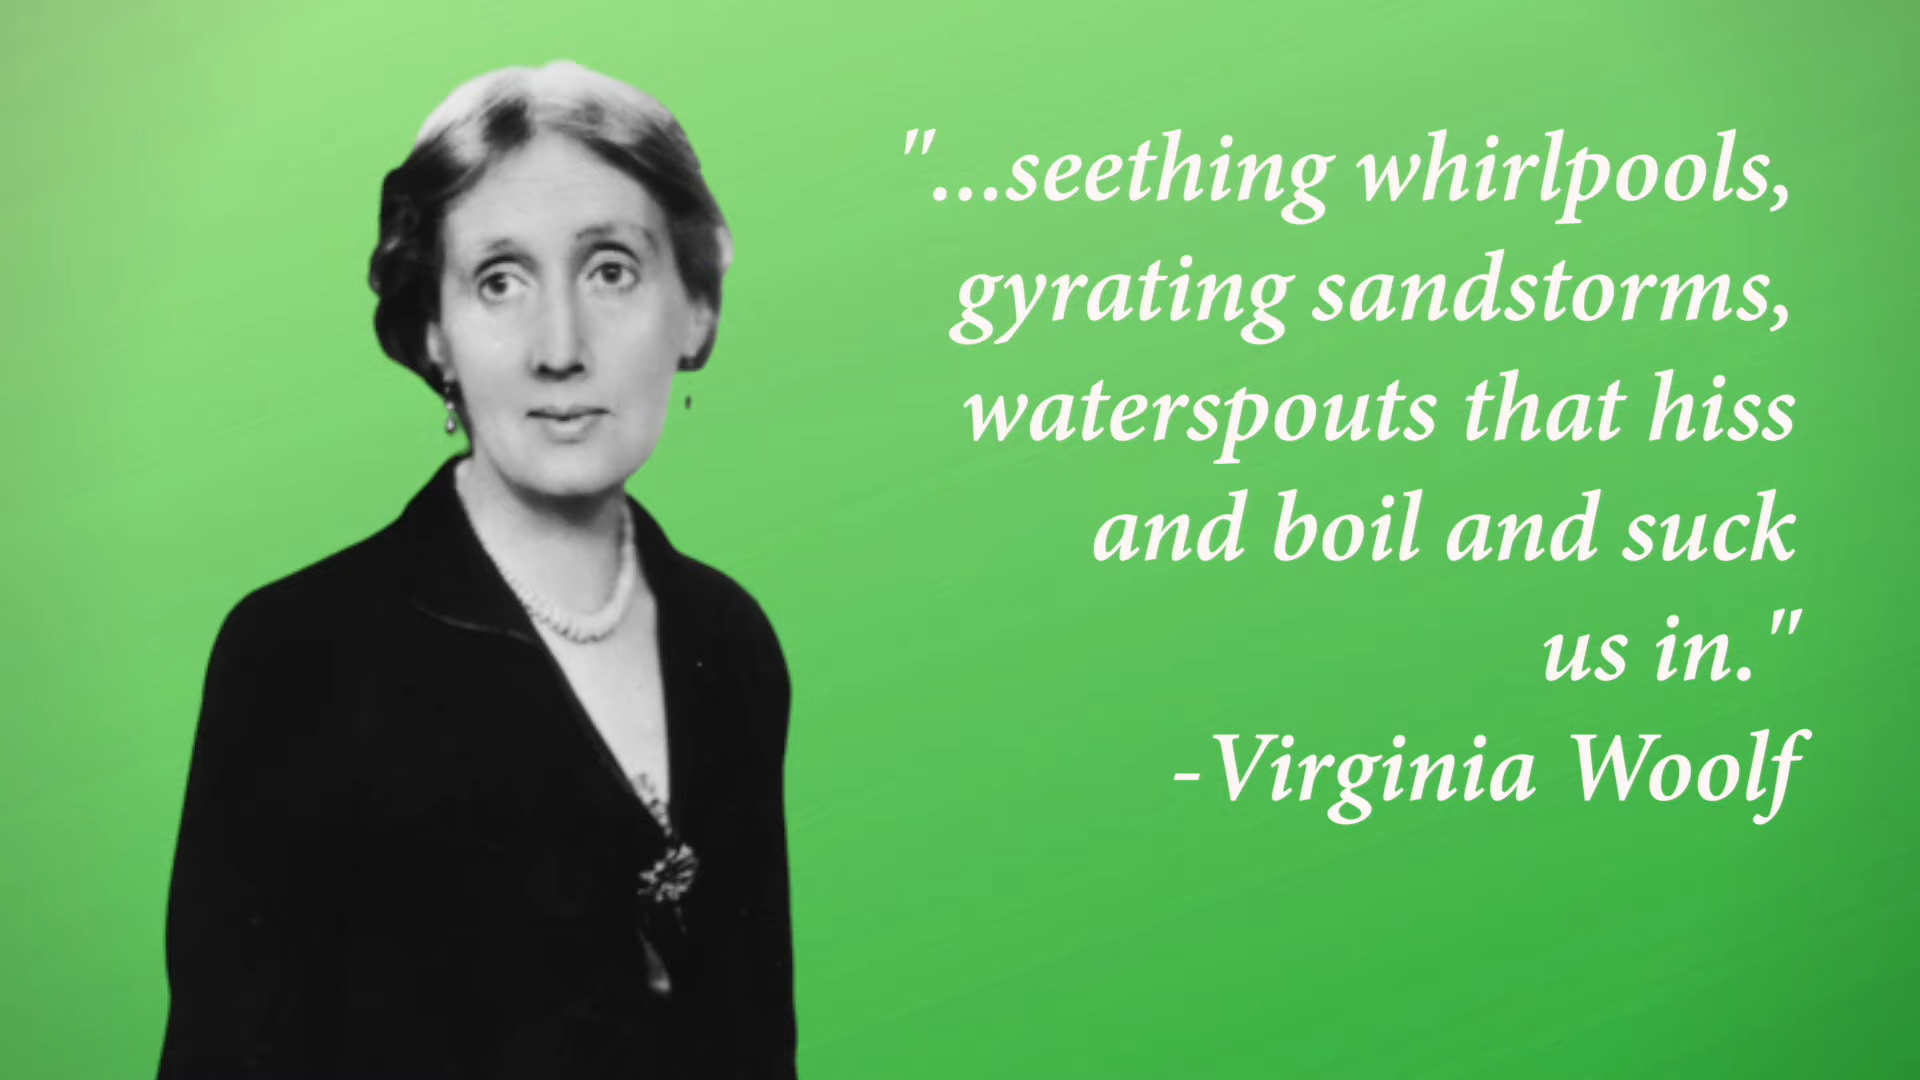 "...seething whirlpools,
gyrating sandstorms,
waterspouts that hiss
and boil and suck
us in."
-Virginia Woolf